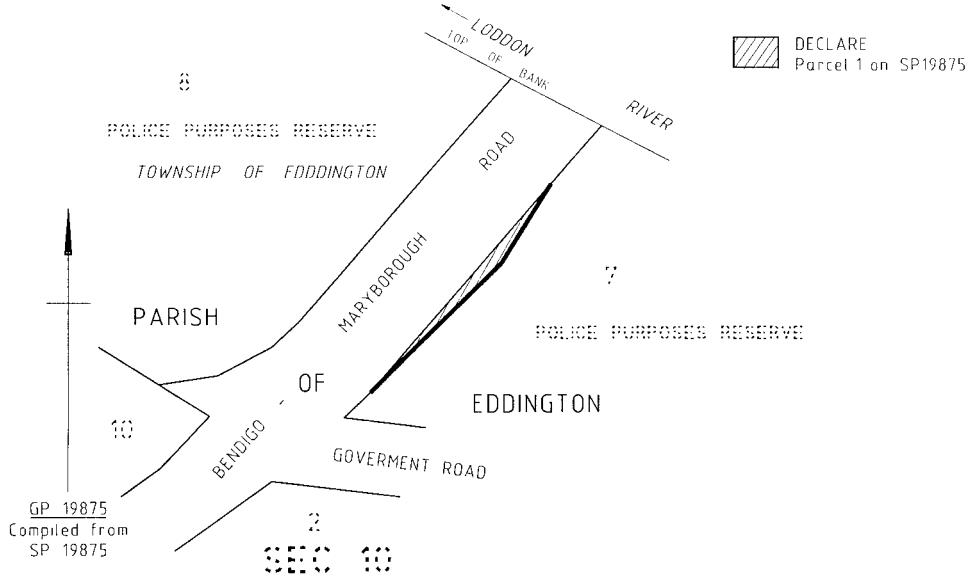 LODDON
TOP OF BANK
RIVER
DECLARE
Parcel 1 on SP19875
8
POLICE PURPOSES RESERVE
TOWNSHIP OF FDDDINGTON
ROAD
MARYBOROUGH
7
PARISH
POLICE PURPOSES RESERVE
OF
EDDINGTON
10
BENDIGO -
GOVERMENT ROAD
GP 19875
Compiled from
SP 19875
2
SEC 10